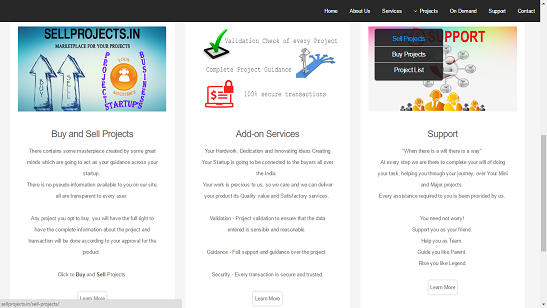 Home About Us Services Projects On Demand Support Contact
SELLPROJECTS.IN
MARKETPLACE FOR YOUR PROJECTS
PROJECT
YOUR
ASSISTANCE
BUSINESS
STARTUP'S
Buy and Sell Projects
There contains some masterpiece created by some great
minds which are going to act as your guidance across your
startup.
There is no pseudo-information available to you on our site.
all are transparent to every user.
Any project you opt to buy, you will have the full right to
have the complete information about the project and
transaction will be done according to your approval for the
product.
Click to Buy and Sell Projects.
Learn More
Validation Check of every Project
Complete Project Guidance
100% secure transactions
Add-on Services
Your Hardwork, Dedication and Innovating ideas Creating
Your Startup is going to be connected to the buyers all over
the India.
Your work is precious to us, so we care and we can deliver
your product its Quality value and Satisfactory services.
Validation - Project validation to ensure that the data
entered is sensible and reasonable.
Guidance - Full support and guidance over the project
Security - Every transaction is secure and trusted.
Learn More
Sell Projects
Buy Projects
Project List
SUPPORT
Support
"When there is a will there is a way"
At every step we are there to complete your will of doing
your task, helping you through your journey, over Your Mini
and Major projects.
Every assistance required to you is been provided by us.
You need not worry!
Support you as your friend.
Help you as Team.
Guide you like Parent.
Rise you like Legend.
Learn More
sellprojects.in/sell-projects/